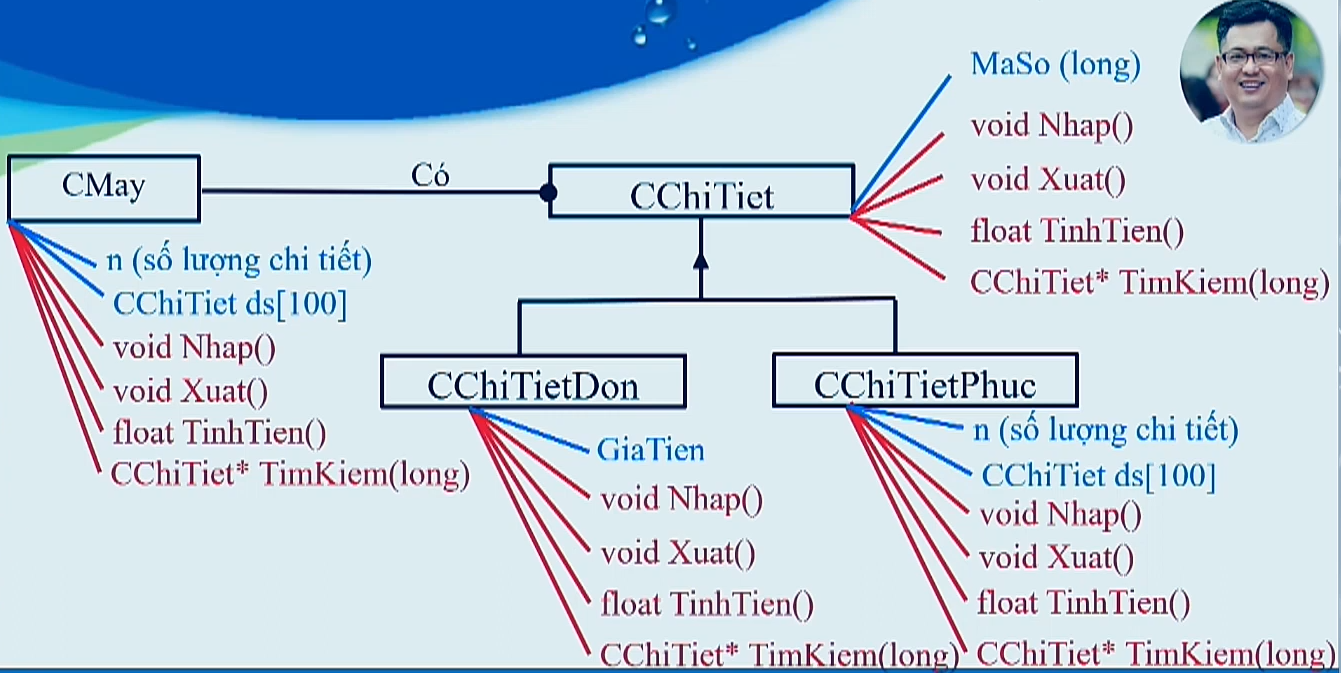 CMay
Có
CChiTiet
MaSo (long)
void Nhap()
void Xuat()
float TinhTien()
CChiTiet* TimKiem(long)
n (số lượng chi tiết)
CChiTiet ds[100]
void Nhap()
void Xuat()
float TinhTien()
CChiTiet* TimKiem(long)
CChiTietDon
GiaTien
void Nhap()
void Xuat()
float TinhTien()
CChiTiet* TimKiem(long)
CChiTietPhuc
n (số lượng chi tiết)
CChiTiet ds[100]
void Nhap()
void Xuat()
float TinhTien()
CChiTiet* TimKiem(long)